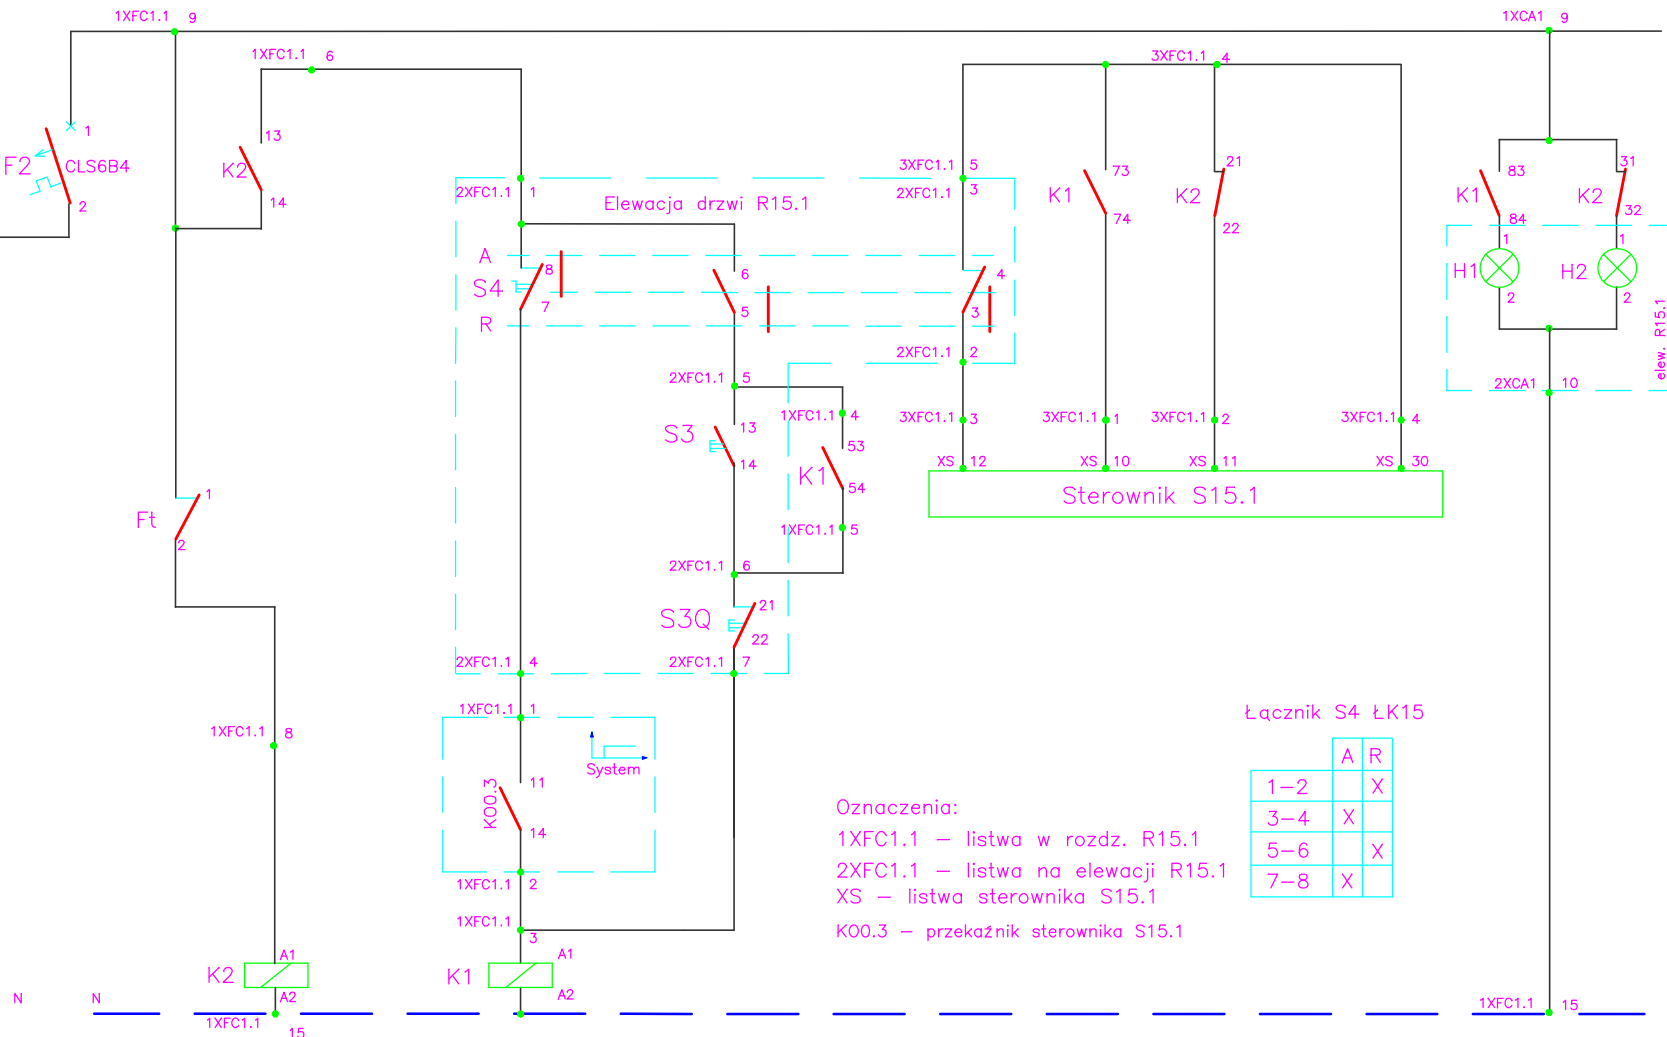 1XFC1.1 9
1XCA1 9
1XFC1.1 6
3XFC1.1 4
1
F2
CLS6B4
2
13
K2
14
3XFC1.1 5
2XFC1.1 1
2XFC1.1 3
Elewacja drzwi R15.1
K1
73
74
K2
21
22
K1
83
84
K2
31
32
A
S4
R
8
7
6
5
4
3
H1
1
2
H2
1
2
elew. R15.1
2XFC1.1 2
2XFC1.1 5
2XCA1 10
1XFC1.1 4
3XFC1.1 3
3XFC1.1 1
3XFC1.1 2
3XFC1.1 4
S3
13
14
K1
53
54
XS 12
XS 10
XS 11
XS 30
Sterownik S15.1
Ft
1
2
1XFC1.1 5
2XFC1.1 6
S3Q
21
22
2XFC1.1 4
2XFC1.1 7
1XFC1.1 1
1XFC1.1 8
System
K00.3
11
14
1XFC1.1 2
1XFC1.1
3
Łącznik S4 ŁK15
A R
1-2 X
3-4 X
5-6 X
7-8 X
Oznaczenia:
1XFC1.1 - listwa w rozdz. R15.1
2XFC1.1 - listwa na elewacji R15.1
XS - listwa sterownika S15.1
K00.3 - przekaźnik sterownika S15.1
K2
A1
A2
K1
A1
A2
N N
1XFC1.1
15
1XFC1.1 15